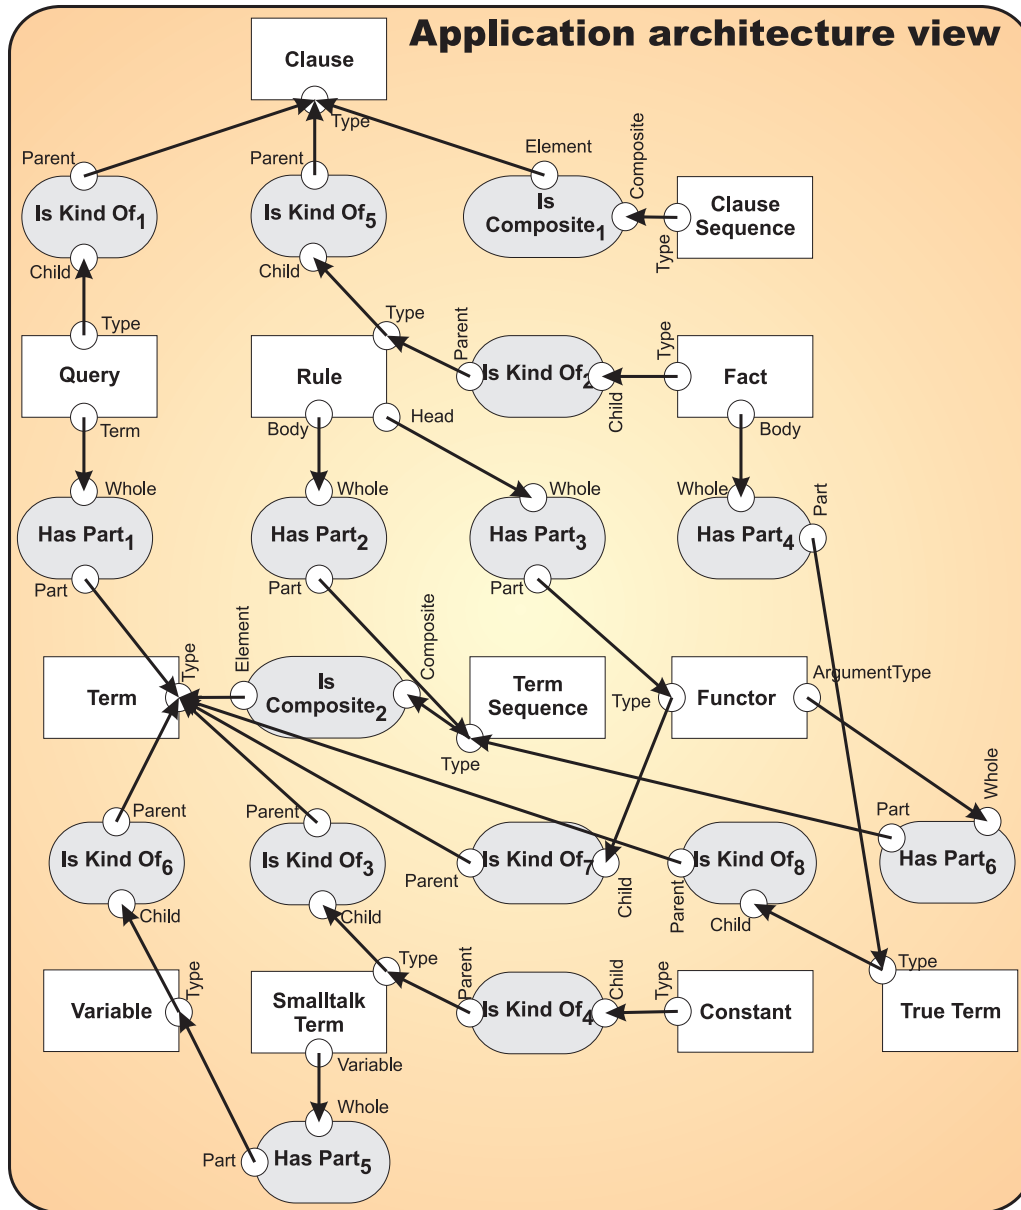 Application architecture view
Clause
Type
Parent
Parent
Element
Composite
Is Kind Of1
Is Kind Of5
Is
Composite1
Clause
Sequence
Type
Child
Child
Type
Type
Parent
Type
Query
Rule
Is Kind Of2
Fact
Child
Term
Body
Head
Body
Whole
Whole
Whole
Whole
Part
Has Part1
Has Part2
Has Part3
Has Part4
Part
Part
Part
Type
Element
Composite
ArgumentType
Term
Is
Composite2
Term
Sequence
Type
Functor
Type
Whole
Parent
Parent
Part
Is Kind Of6
Is Kind Of3
Is Kind Of7
Is Kind Of8
Has Part6
Parent
Child
Parent
Child
Child
Child
Type
Type
Parent
Child
Type
Type
Variable
Smalltalk
Term
Is Kind Of4
Constant
True Term
Variable
Whole
Part
Has Part5